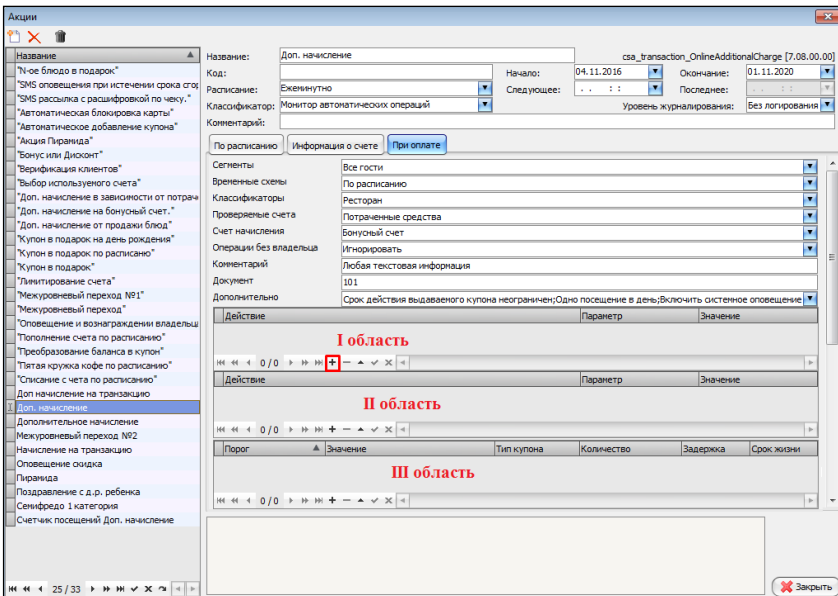 Акции
Название
"N-ое блюдо в подарок"
"SMS оповещения при истечении срока сгор
"SMS рассылка с расшифровкой по чеку."
"Автоматическая блокировка карты"
"Автоматическое добавление купона"
"Акция Пирамида"
"Бонус или Дисконт"
"Верификация клиентов"
"Выбор используемого счета"
"Доп. начисление в зависимости от потрач
"Доп. начисление на бонусный счет."
"Доп. начисление от продажи блюд"
"Купон в подарок на день рождения"
"Купон в подарок по расписаню"
"Купон в подарок"
"Лимитирование счета"
"Межуровневый переход №1"
"Межуровневый переход"
"Оповещение и вознаграждении владельц
"Пополнение счета по расписанию"
"Преобразование баланса в купон"
"Пятая кружка кофе по расписанию"
"Списание с чета по расписанию"
Доп начисление на транзакцию
Доп. начисление
Дополнительное начисление
Межуровневый переход №2
Начисление на транзакцию
Оповещение скидка
Пирамида
Поздравление с д.р. ребенка
Семифредо 1 категория
Счетчик посещений Доп. начисление
25 / 33
Название: Доп. начисление csa_transaction_OnlineAdditionalCharge [7.08.00.00]
Код: Начало: 04.11.2016 Окончание: 01.11.2020
Расписание: Ежеминутно Следующее: . . : : Последнее: . . : :
Классификатор: Монитор автоматических операций Уровень журналирования: Без логирования
Комментарий:
По расписанию Информация о счете При оплате
Сегменты Все гости
Временные схемы По расписанию
Классификаторы Ресторан
Проверяемые счета Потраченные средства
Счет начисления Бонусный счет
Операции без владельца Игнорировать
Комментарий Любая текстовая информация
Документ 101
Дополнительно Срок действия выдаваемого купона неограничен;Одно посещение в день;Включить системное оповещение
Действие Параметр Значение
I область
0 / 0
Действие Параметр Значение
II область
0 / 0
Порог Значение Тип купона Количество Задержка Срок жизни
III область
0 / 0
Закрыть